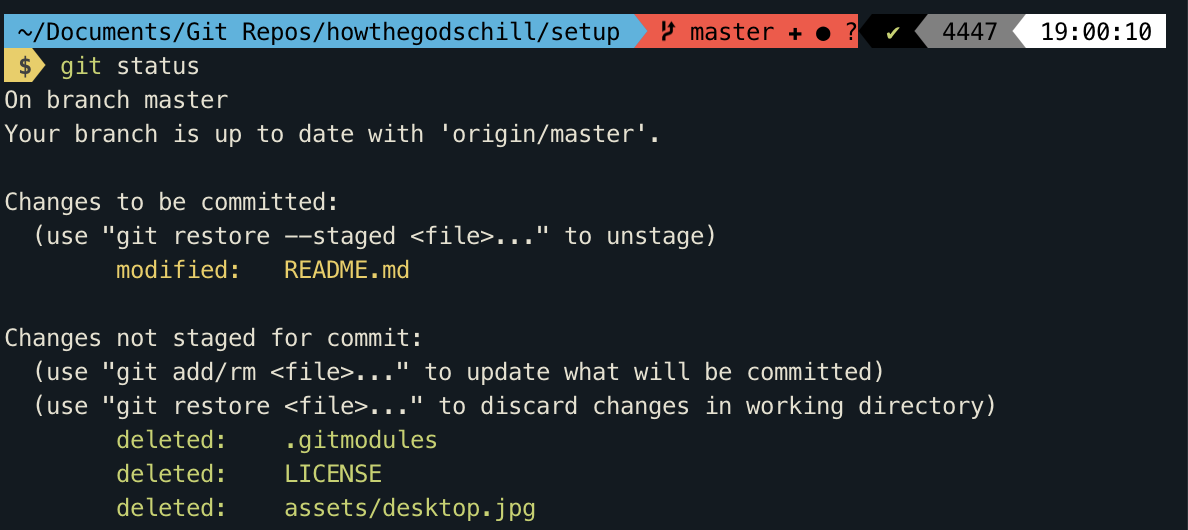 ~/Documents/Git Repos/howthegodschill/setup master ✚ ● ? ✔ 4447 19:00:10
$ git status
On branch master
Your branch is up to date with 'origin/master'.
Changes to be committed:
(use "git restore --staged <file>..." to unstage)
modified: README.md
Changes not staged for commit:
(use "git add/rm <file>..." to update what will be committed)
(use "git restore <file>..." to discard changes in working directory)
deleted: .gitmodules
deleted: LICENSE
deleted: assets/desktop.jpg